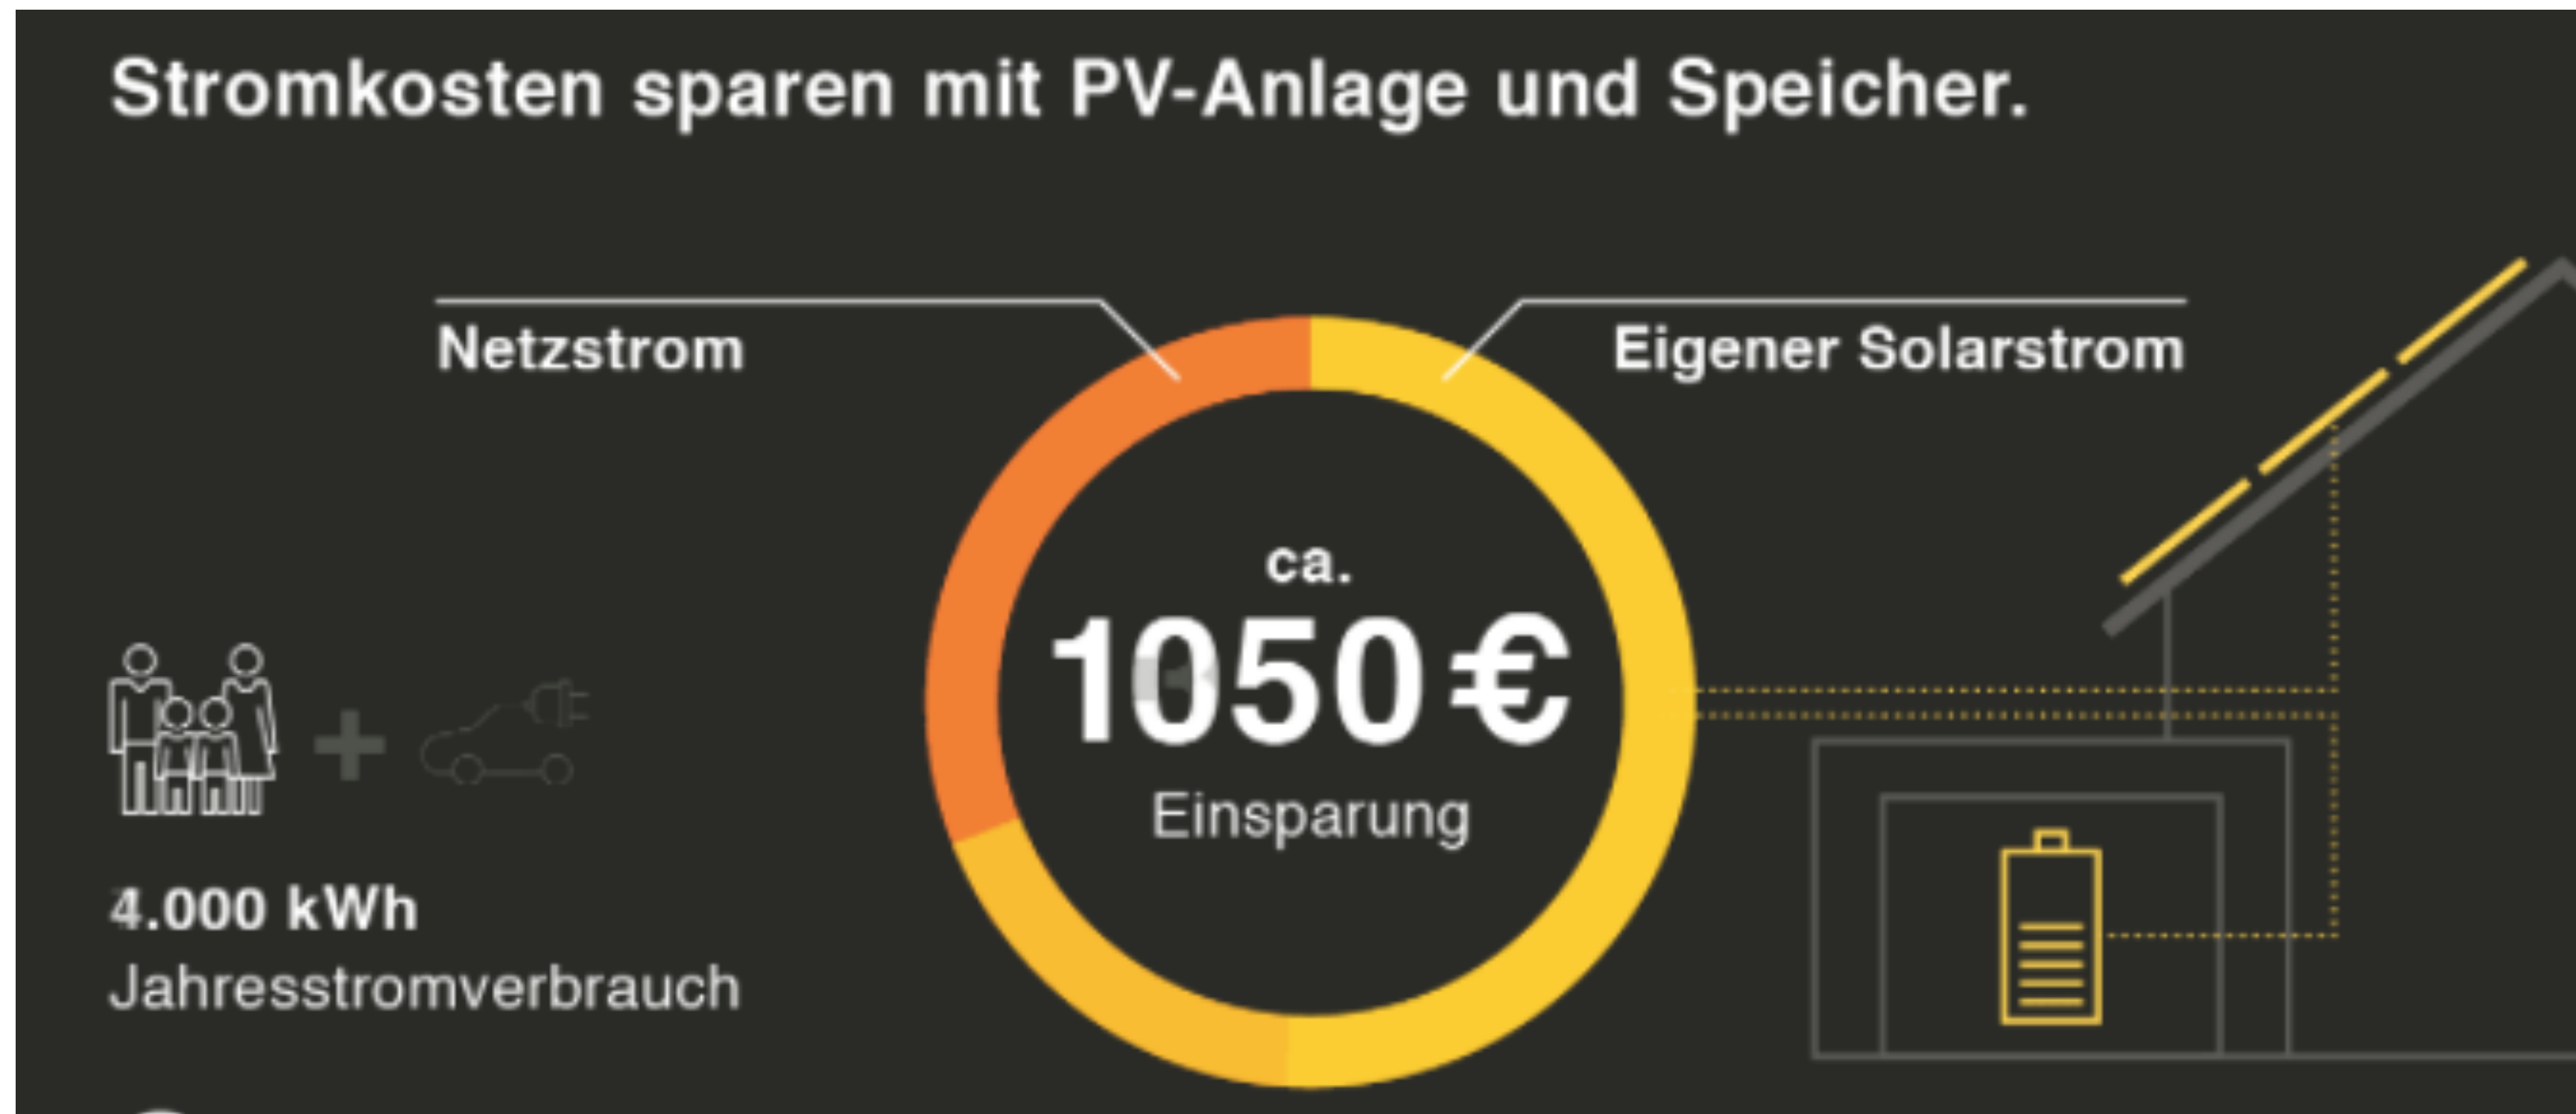 Stromkosten sparen mit PV-Anlage und Speicher.
Netzstrom
Eigener Solarstrom
ca.
1050 €
Einsparung
4.000 kWh
Jahresstromverbrauch